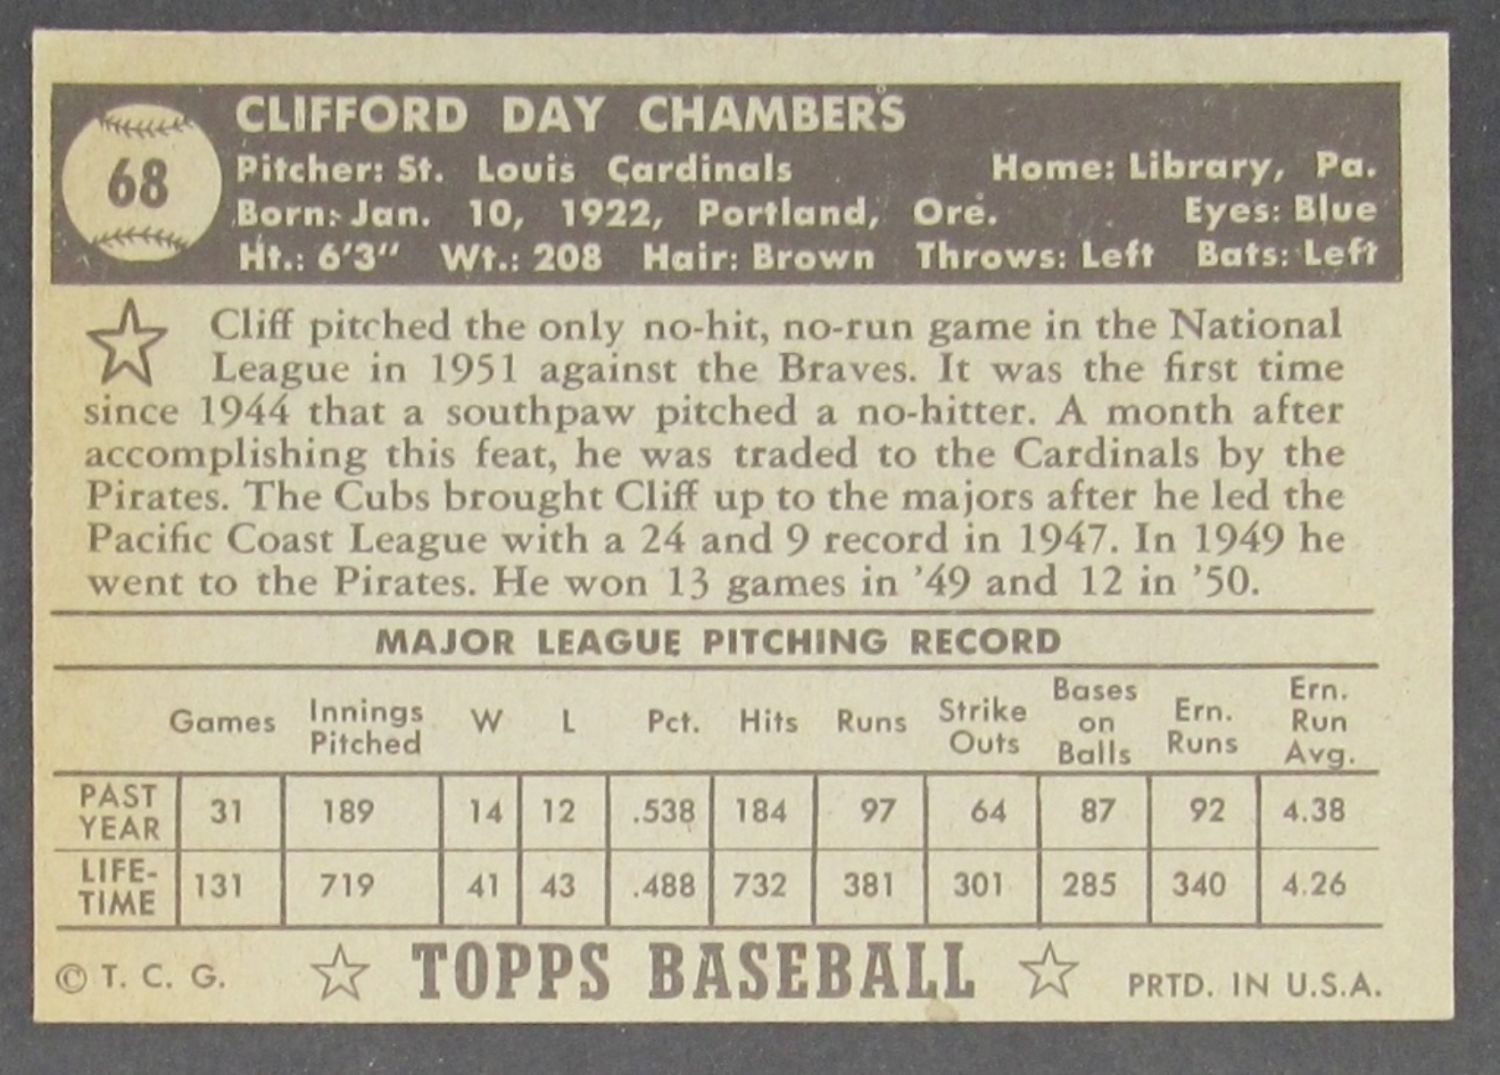 68
CLIFFORD DAY CHAMBERS
Pitcher: St. Louis Cardinals Home: Library, Pa.
Born: Jan. 10, 1922, Portland, Ore. Eyes: Blue
Ht.: 6'3" Wt.: 208 Hair: Brown Throws: Left Bats: Left
Cliff pitched the only no-hit, no-run game in the National
League in 1951 against the Braves. It was the first time
since 1944 that a southpaw pitched a no-hitter. A month after
accomplishing this feat, he was traded to the Cardinals by the
Pirates. The Cubs brought Cliff up to the majors after he led the
Pacific Coast League with a 24 and 9 record in 1947. In 1949 he
went to the Pirates. He won 13 games in '49 and 12 in '50.
MAJOR LEAGUE PITCHING RECORD
Games Innings Pitched W L Pct. Hits Runs Strike Outs Bases on Balls Ern. Runs Ern. Run Avg.
PAST YEAR 31 189 14 12 .538 184 97 64 87 92 4.38
LIFE-TIME 131 719 41 43 .488 732 381 301 285 340 4.26
© T. C. G. TOPPS BASEBALL PRTD. IN U.S.A.